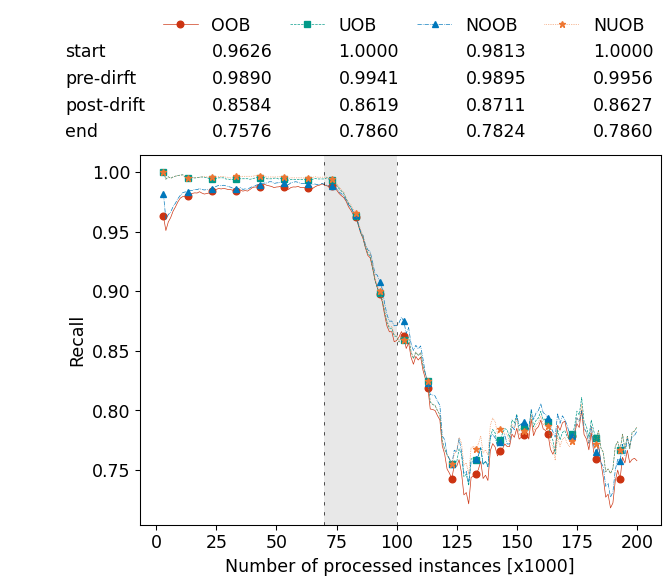 OOB UOB NOOB NUOB
start 0.9626 1.0000 0.9813 1.0000
pre-dirft 0.9890 0.9941 0.9895 0.9956
post-drift 0.8584 0.8619 0.8711 0.8627
end 0.7576 0.7860 0.7824 0.7860
1.00
0.95
0.90
0.85
0.80
0.75
Recall
0 25 50 75 100 125 150 175 200
Number of processed instances [x1000]